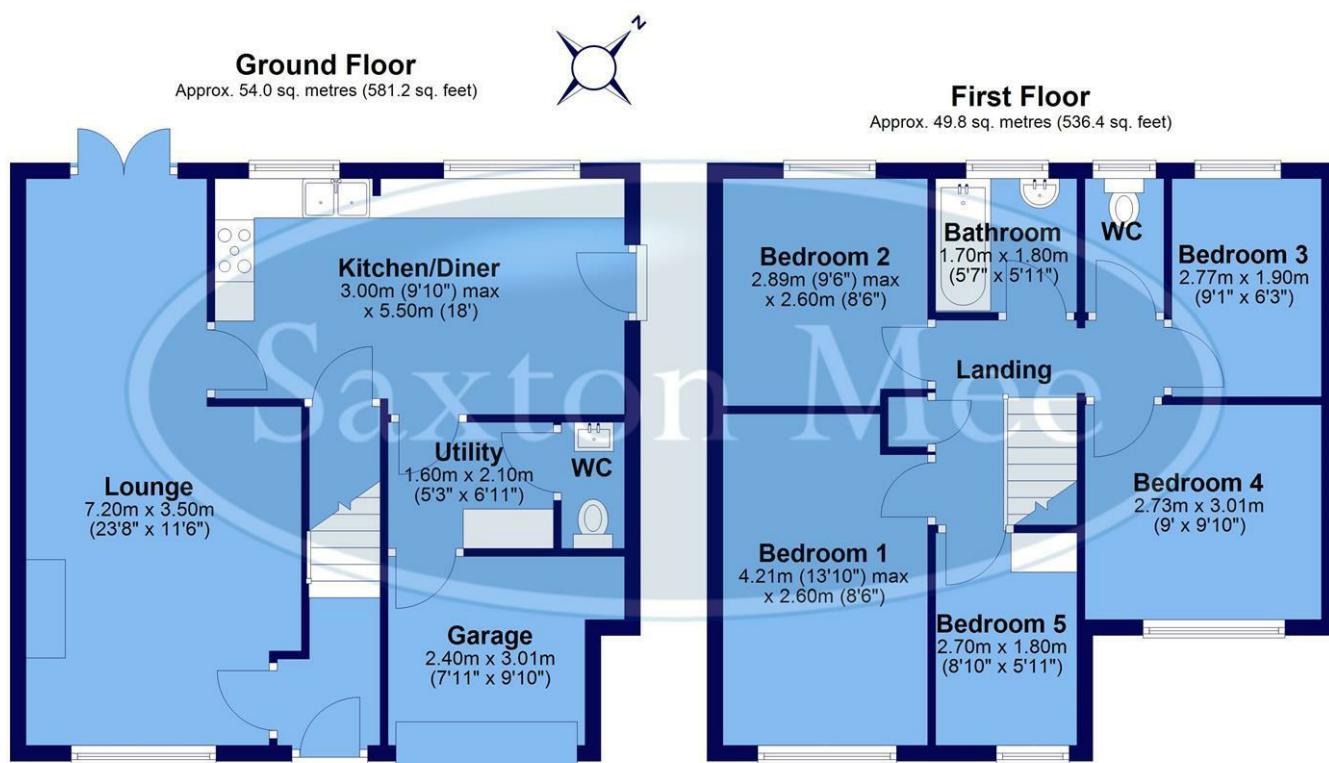 N
Ground Floor
Approx. 54.0 sq. metres (581.2 sq. feet)
Kitchen/Diner
3.00m (9'10") max
x 5.50m (18')
Utility
1.60m x 2.10m
(5'3" x 6'11")
WC
Lounge
7.20m x 3.50m
(23'8" x 11'6")
Garage
2.40m x 3.01m
(7'11" x 9'10")
First Floor
Approx. 49.8 sq. metres (536.4 sq. feet)
Bedroom 2
2.89m (9'6") max
x 2.60m (8'6")
Bathroom
1.70m x 1.80m
(5'7" x 5'11")
WC
Bedroom 3
2.77m x 1.90m
(9'1" x 6'3")
Landing
Bedroom 1
4.21m (13'10") max
x 2.60m (8'6")
Bedroom 4
2.73m x 3.01m
(9' x 9'10")
Bedroom 5
2.70m x 1.80m
(8'10" x 5'11")
Saxton Mee